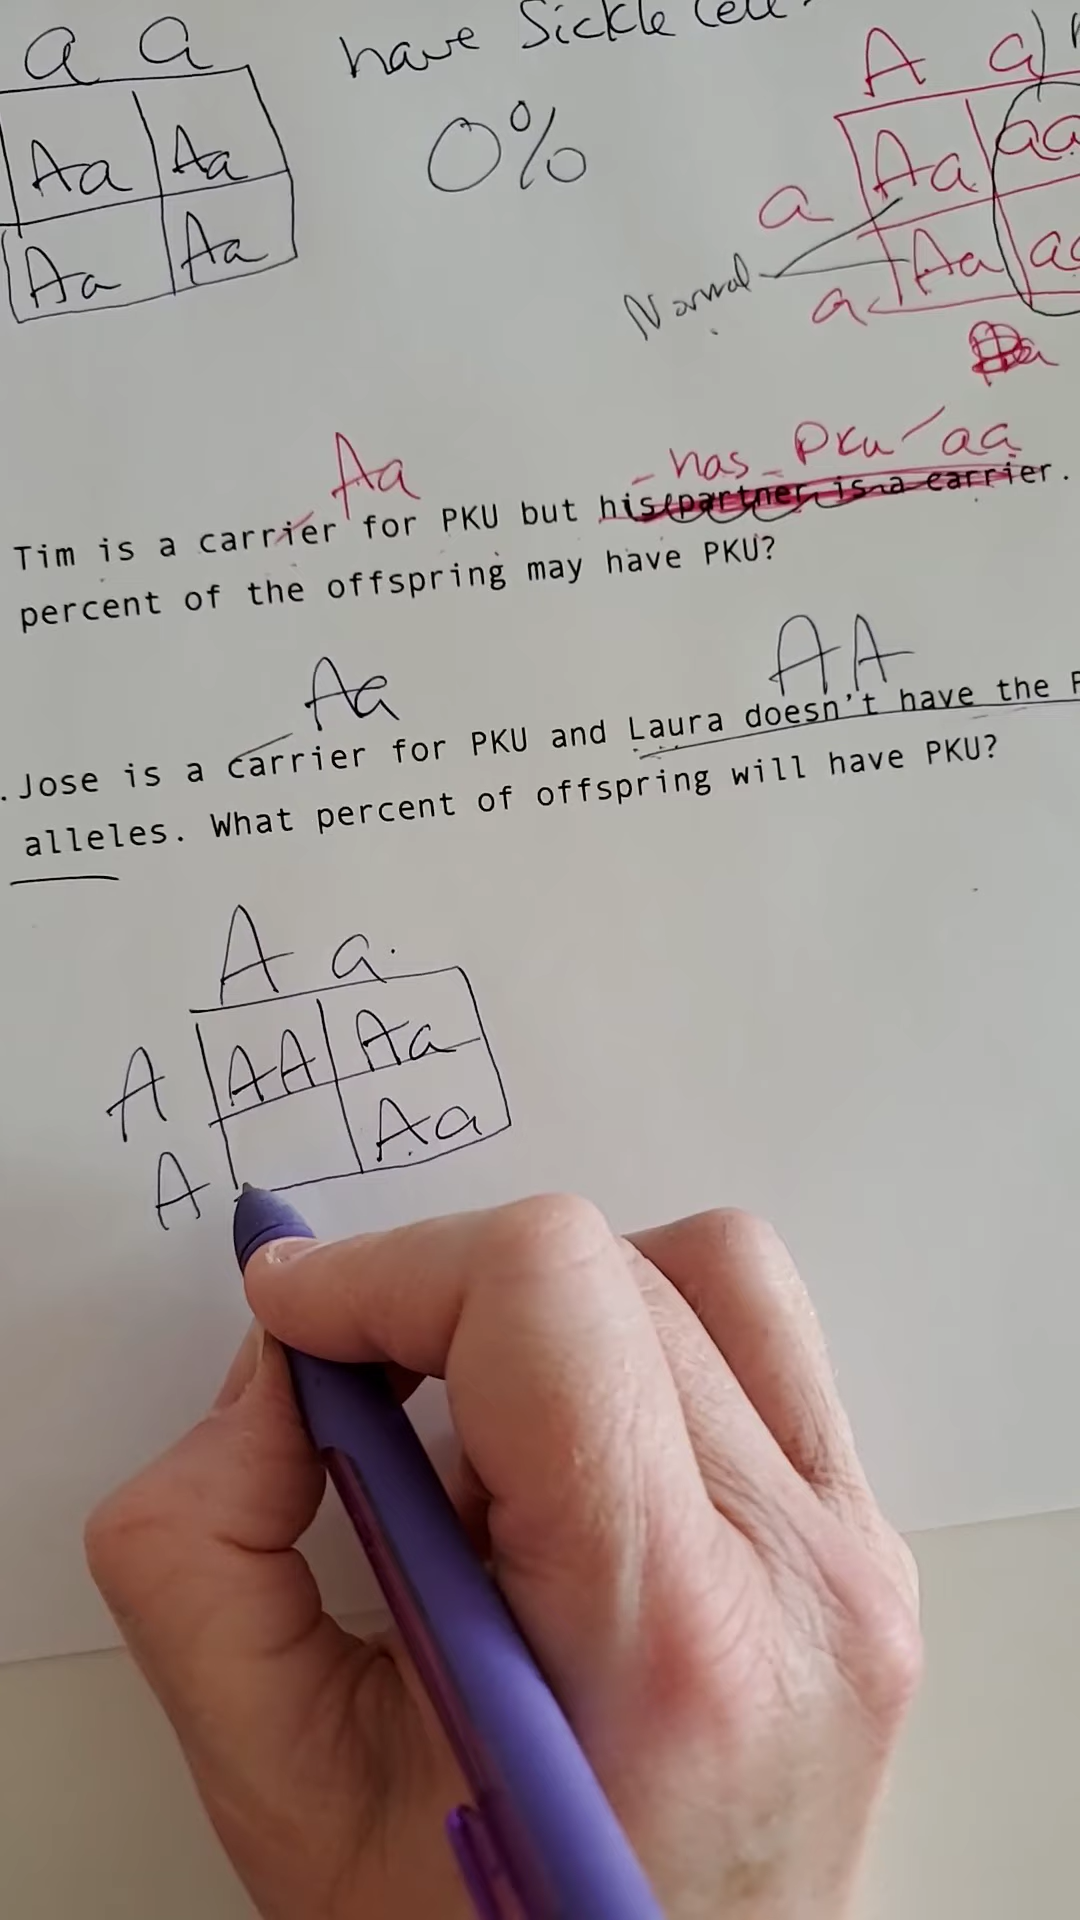 a a
have Sickle Cell
Aa Aa
Aa Aa
0%
A a
a Aa aa
a Aa
Normal
Aa
- has - PKU aa
Tim is a carrier for PKU but his partner is a carrier.
percent of the offspring may have PKU?
Aa
AA
. Jose is a carrier for PKU and Laura doesn't have the
alleles. What percent of offspring will have PKU?
A a
A AA Aa
A Aa